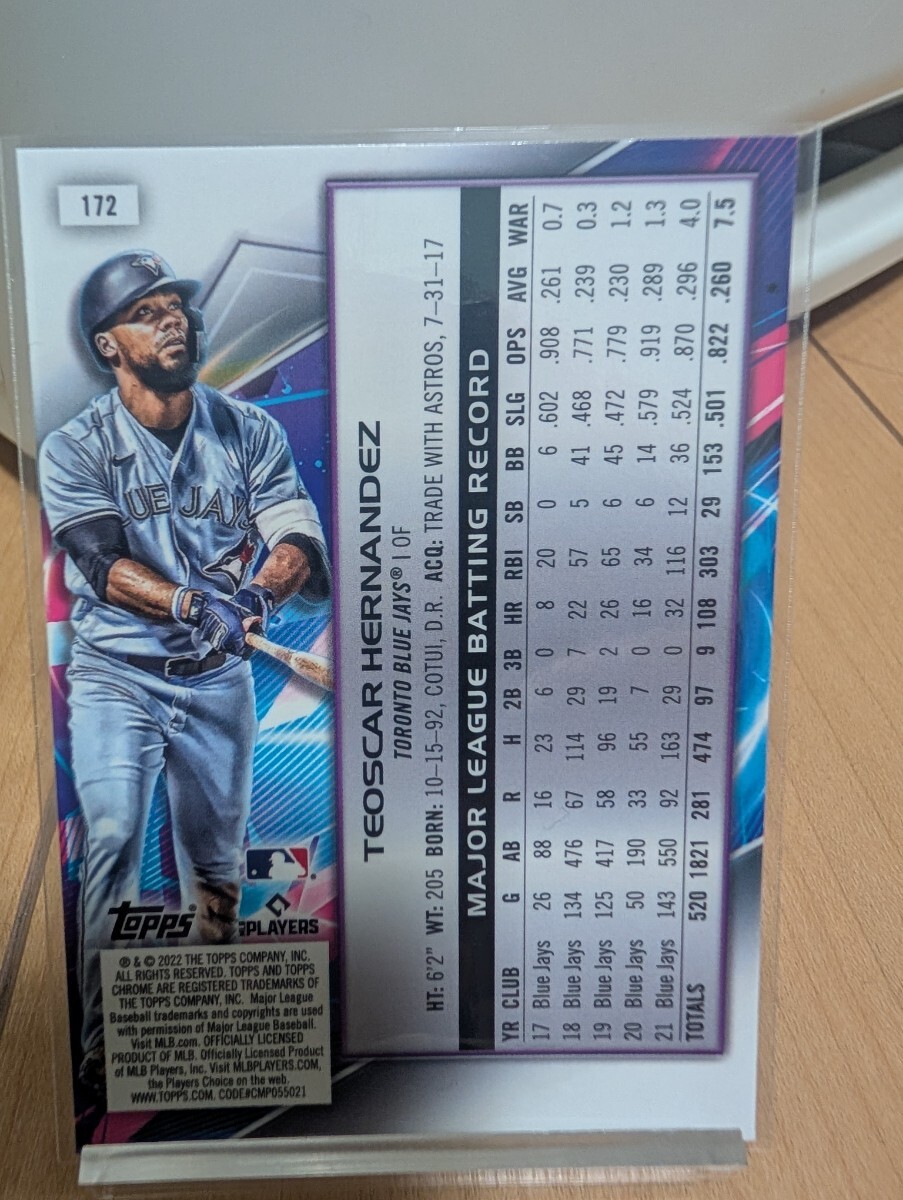 172
TEOSCAR HERNANDEZ
TORONTO BLUE JAYS® | OF
HT: 6'2" WT: 205 BORN: 10-15-92, COTUI, D.R. ACQ: TRADE WITH ASTROS, 7-31-17
MAJOR LEAGUE BATTING RECORD
YR CLUB G AB R H 2B 3B HR RBI SB BB SLG OPS AVG WAR
17 Blue Jays 26 88 16 23 6 0 8 20 0 6 .602 .908 .261 0.7
18 Blue Jays 134 476 67 114 29 7 22 57 5 41 .468 .771 .239 0.3
19 Blue Jays 125 417 58 96 19 2 26 65 6 45 .472 .779 .230 1.2
20 Blue Jays 50 190 33 55 7 0 16 34 6 14 .579 .919 .289 1.3
21 Blue Jays 143 550 92 163 29 0 32 116 12 36 .524 .870 .296 4.0
TOTALS 520 1821 281 474 97 9 108 303 29 153 .501 .822 .260 7.5
UE JAYS
topps®
PLAYERS
® & © 2022 THE TOPPS COMPANY, INC.
ALL RIGHTS RESERVED. TOPPS AND TOPPS
CHROME ARE REGISTERED TRADEMARKS OF
THE TOPPS COMPANY, INC. Major League
Baseball trademarks and copyrights are used
with permission of Major League Baseball.
Visit MLB.com. OFFICIALLY LICENSED
PRODUCT OF MLB. Officially Licensed Product
of MLB Players, Inc. Visit MLBPLAYERS.COM,
the Players Choice on the web.
WWW.TOPPS.COM. CODE#CMP055021